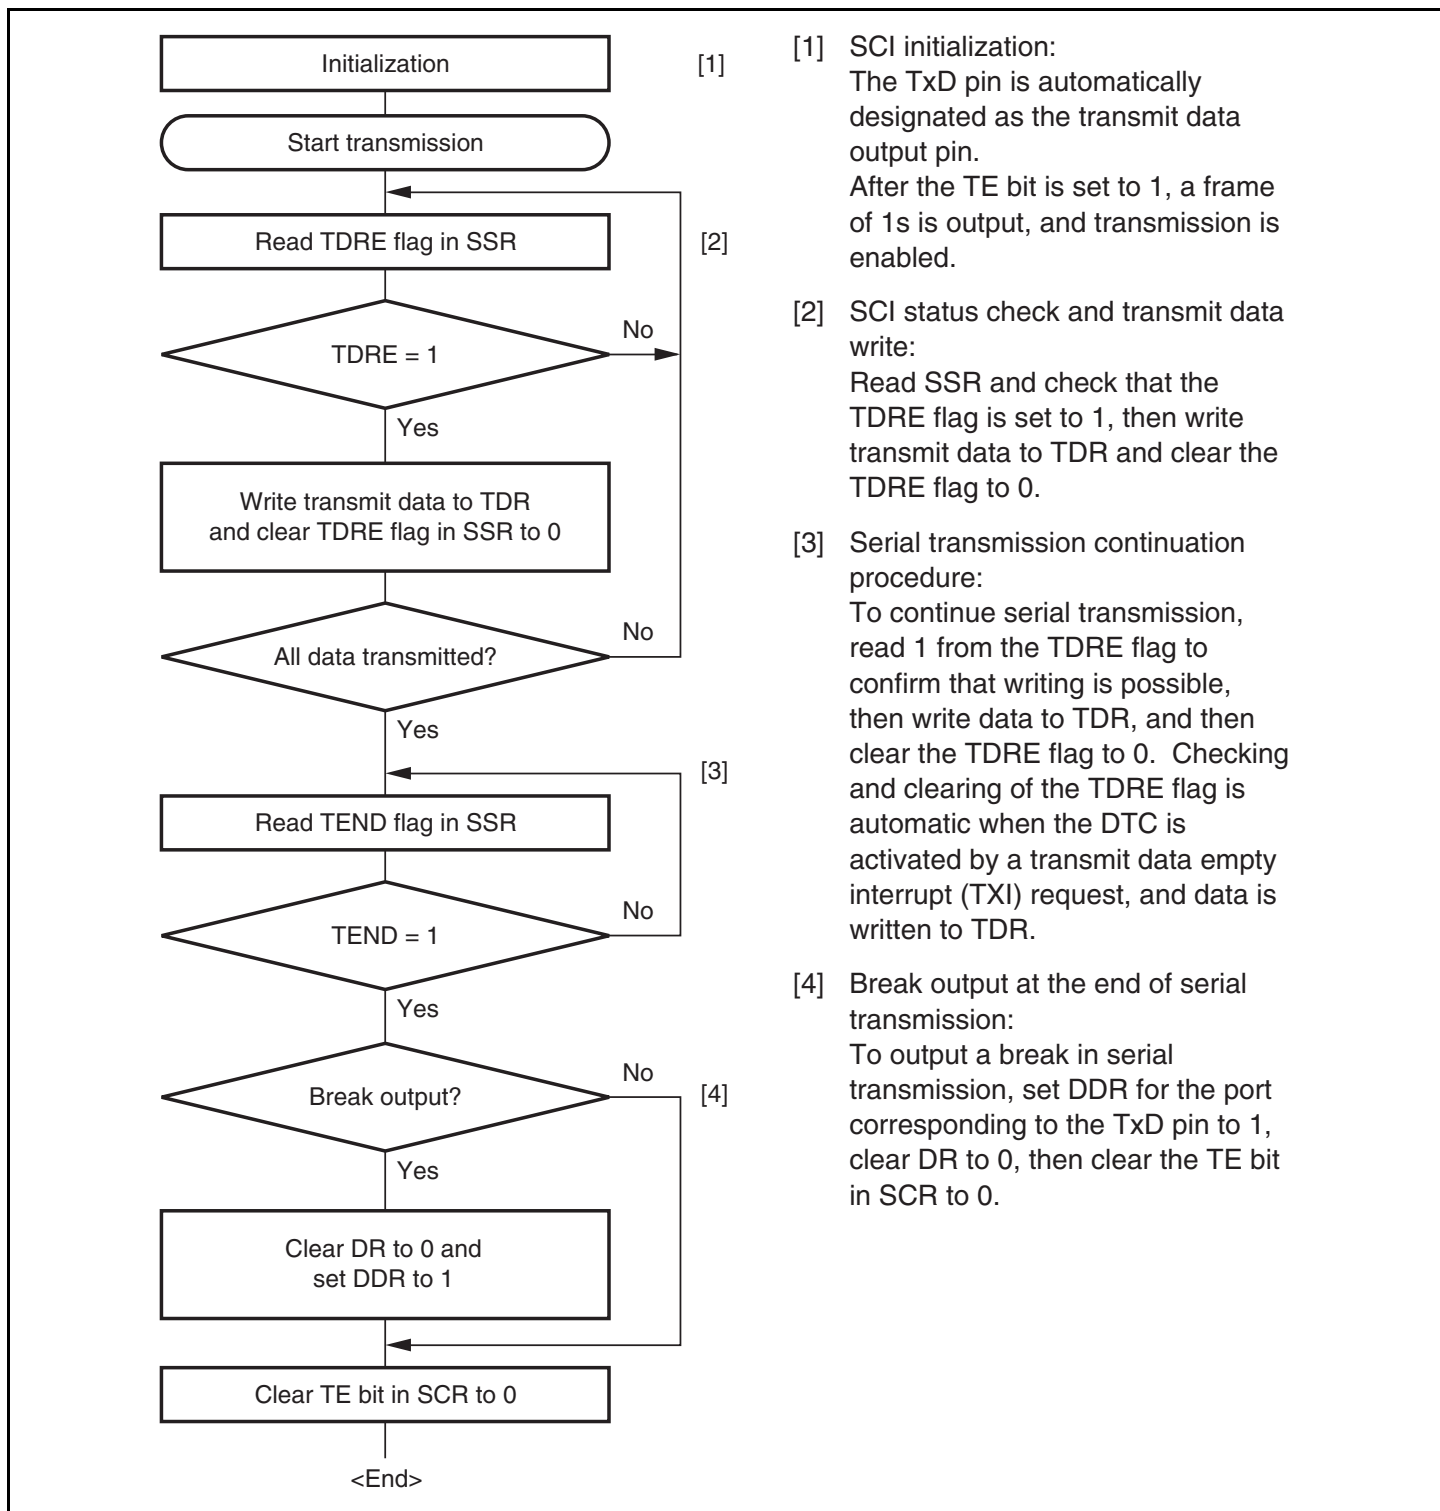 Initialization
[1]
Start transmission
Read TDRE flag in SSR
[2]
TDRE = 1
No
Yes
Write transmit data to TDR
and clear TDRE flag in SSR to 0
All data transmitted?
No
Yes
[3]
Read TEND flag in SSR
TEND = 1
No
Yes
Break output?
No
[4]
Yes
Clear DR to 0 and
set DDR to 1
Clear TE bit in SCR to 0
<End>
[1] SCI initialization:
The TxD pin is automatically
designated as the transmit data
output pin.
After the TE bit is set to 1, a frame
of 1s is output, and transmission is
enabled.
[2] SCI status check and transmit data
write:
Read SSR and check that the
TDRE flag is set to 1, then write
transmit data to TDR and clear the
TDRE flag to 0.
[3] Serial transmission continuation
procedure:
To continue serial transmission,
read 1 from the TDRE flag to
confirm that writing is possible,
then write data to TDR, and then
clear the TDRE flag to 0. Checking
and clearing of the TDRE flag is
automatic when the DTC is
activated by a transmit data empty
interrupt (TXI) request, and data is
written to TDR.
[4] Break output at the end of serial
transmission:
To output a break in serial
transmission, set DDR for the port
corresponding to the TxD pin to 1,
clear DR to 0, then clear the TE bit
in SCR to 0.